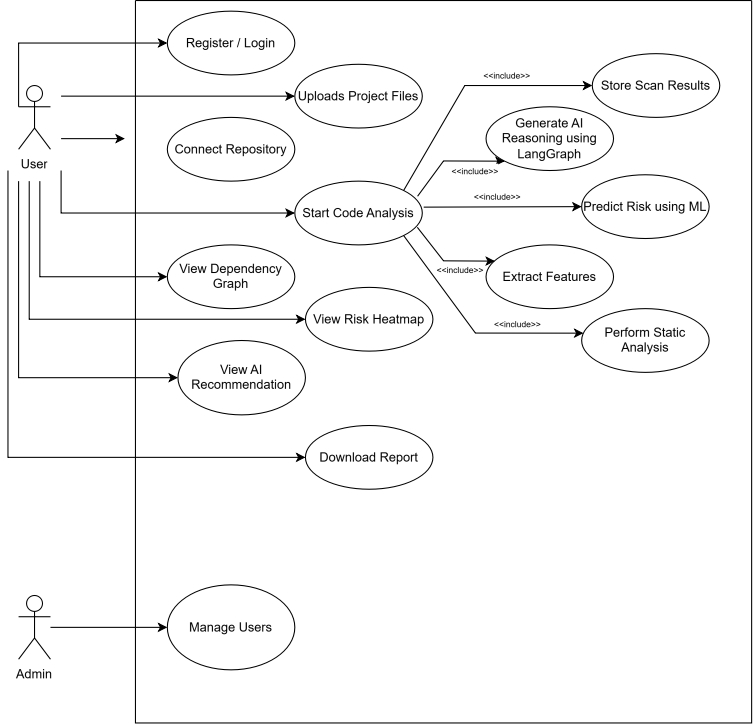 Register / Login
<<include>>
Store Scan Results
Uploads Project Files
Generate AI
Reasoning using
LangGraph
User
Connect Repository
<<include>>
<<include>>
Predict Risk using ML
Start Code Analysis
View Dependency
Graph
<<include>>
Extract Features
View Risk Heatmap
<<include>>
Perform Static
Analysis
View AI
Recommendation
Download Report
Manage Users
Admin